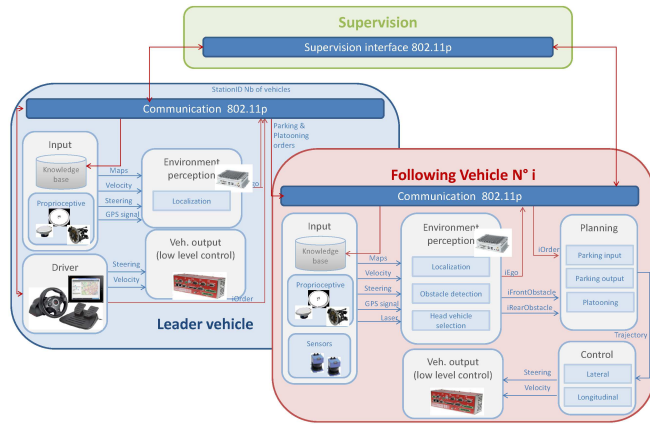 Supervision
Supervision interface 802.11p
StationID Nb of vehicles
Communication 802.11p
Parking &
Platooning
orders
Input
Knowledge
base
Proprioceptive
Maps
Velocity
Steering
GPS signal
Environment
perception
Localization
Driver
Steering
Velocity
Veh. output
(low level control)
iOrder
Leader vehicle
Following Vehicle N° i
Communication 802.11p
Input
Knowledge
base
Proprioceptive
Sensors
Maps
Velocity
Steering
GPS signal
Laser
Environment
perception
Localization
Obstacle detection
Head vehicle
selection
iEgo
iOrder
iFrontObstacle
iRearObstacle
Planning
Parking input
Parking output
Platooning
Trajectory
Control
Lateral
Longitudinal
Steering
Velocity
Veh. output
(low level control)